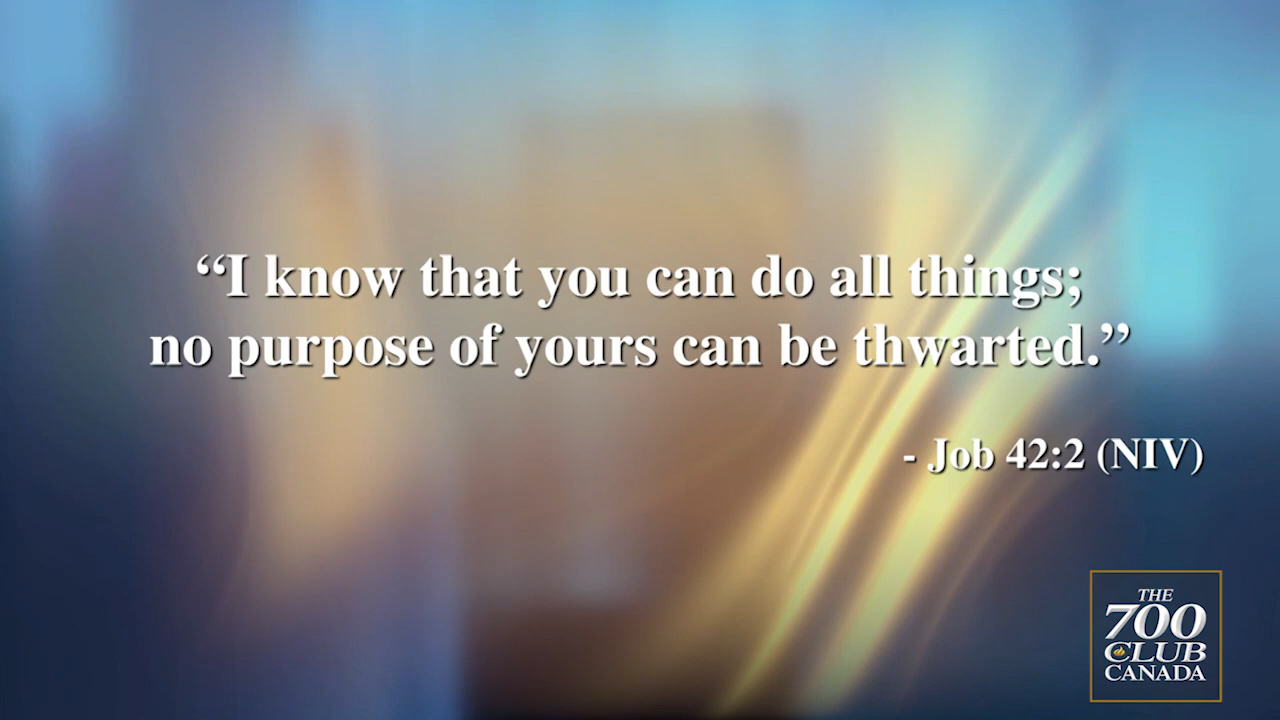 “I know that you can do all things;
no purpose of yours can be thwarted.”
- Job 42:2 (NIV)
THE
700
CLUB
CANADA